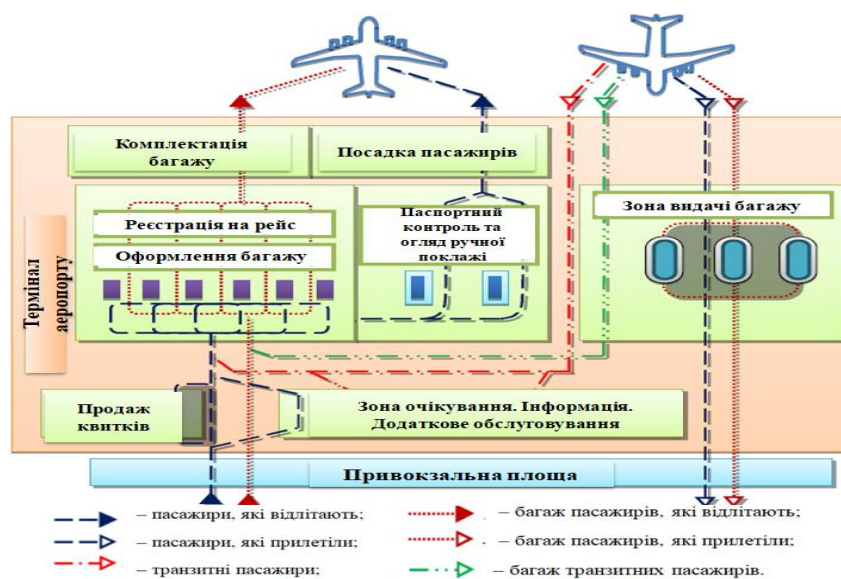 Комплектація
багажу
Посадка пасажирів
Реєстрація на рейс
Оформлення багажу
Паспортний
контроль та
огляд ручної
поклажі
Зона видачі багажу
Термінал
аеропорту
Продаж
квитків
Зона очікування. Інформація.
Додаткове обслуговування
Привокзальна площа
– пасажири, які відлітають;
– багаж пасажирів, які відлітають;
– пасажири, які прилетіли;
– багаж пасажирів, які прилетіли;
– транзитні пасажири;
– багаж транзитних пасажирів.